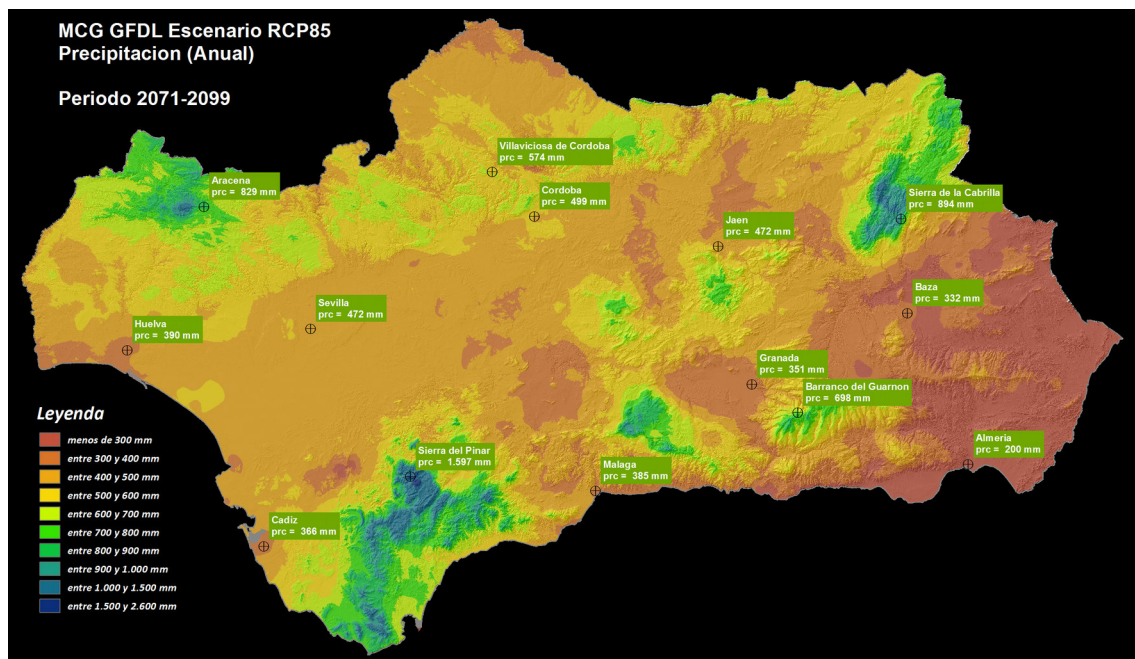 MCG GFDL Escenario RCP85
Precipitacion (Anual)
Periodo 2071-2099
Villaviciosa de Cordoba
prc = 574 mm
Aracena
prc = 829 mm
Cordoba
prc = 499 mm
Sierra de la Cabrilla
prc = 894 mm
Jaen
prc = 472 mm
Baza
prc = 332 mm
Sevilla
prc = 472 mm
Huelva
prc = 390 mm
Granada
prc = 351 mm
Barranco del Guarnon
prc = 698 mm
Sierra del Pinar
prc = 1.597 mm
Malaga
prc = 385 mm
Almeria
prc = 200 mm
Cadiz
prc = 366 mm
Leyenda
menos de 300 mm
entre 300 y 400 mm
entre 400 y 500 mm
entre 500 y 600 mm
entre 600 y 700 mm
entre 700 y 800 mm
entre 800 y 900 mm
entre 900 y 1.000 mm
entre 1.000 y 1.500 mm
entre 1.500 y 2.600 mm